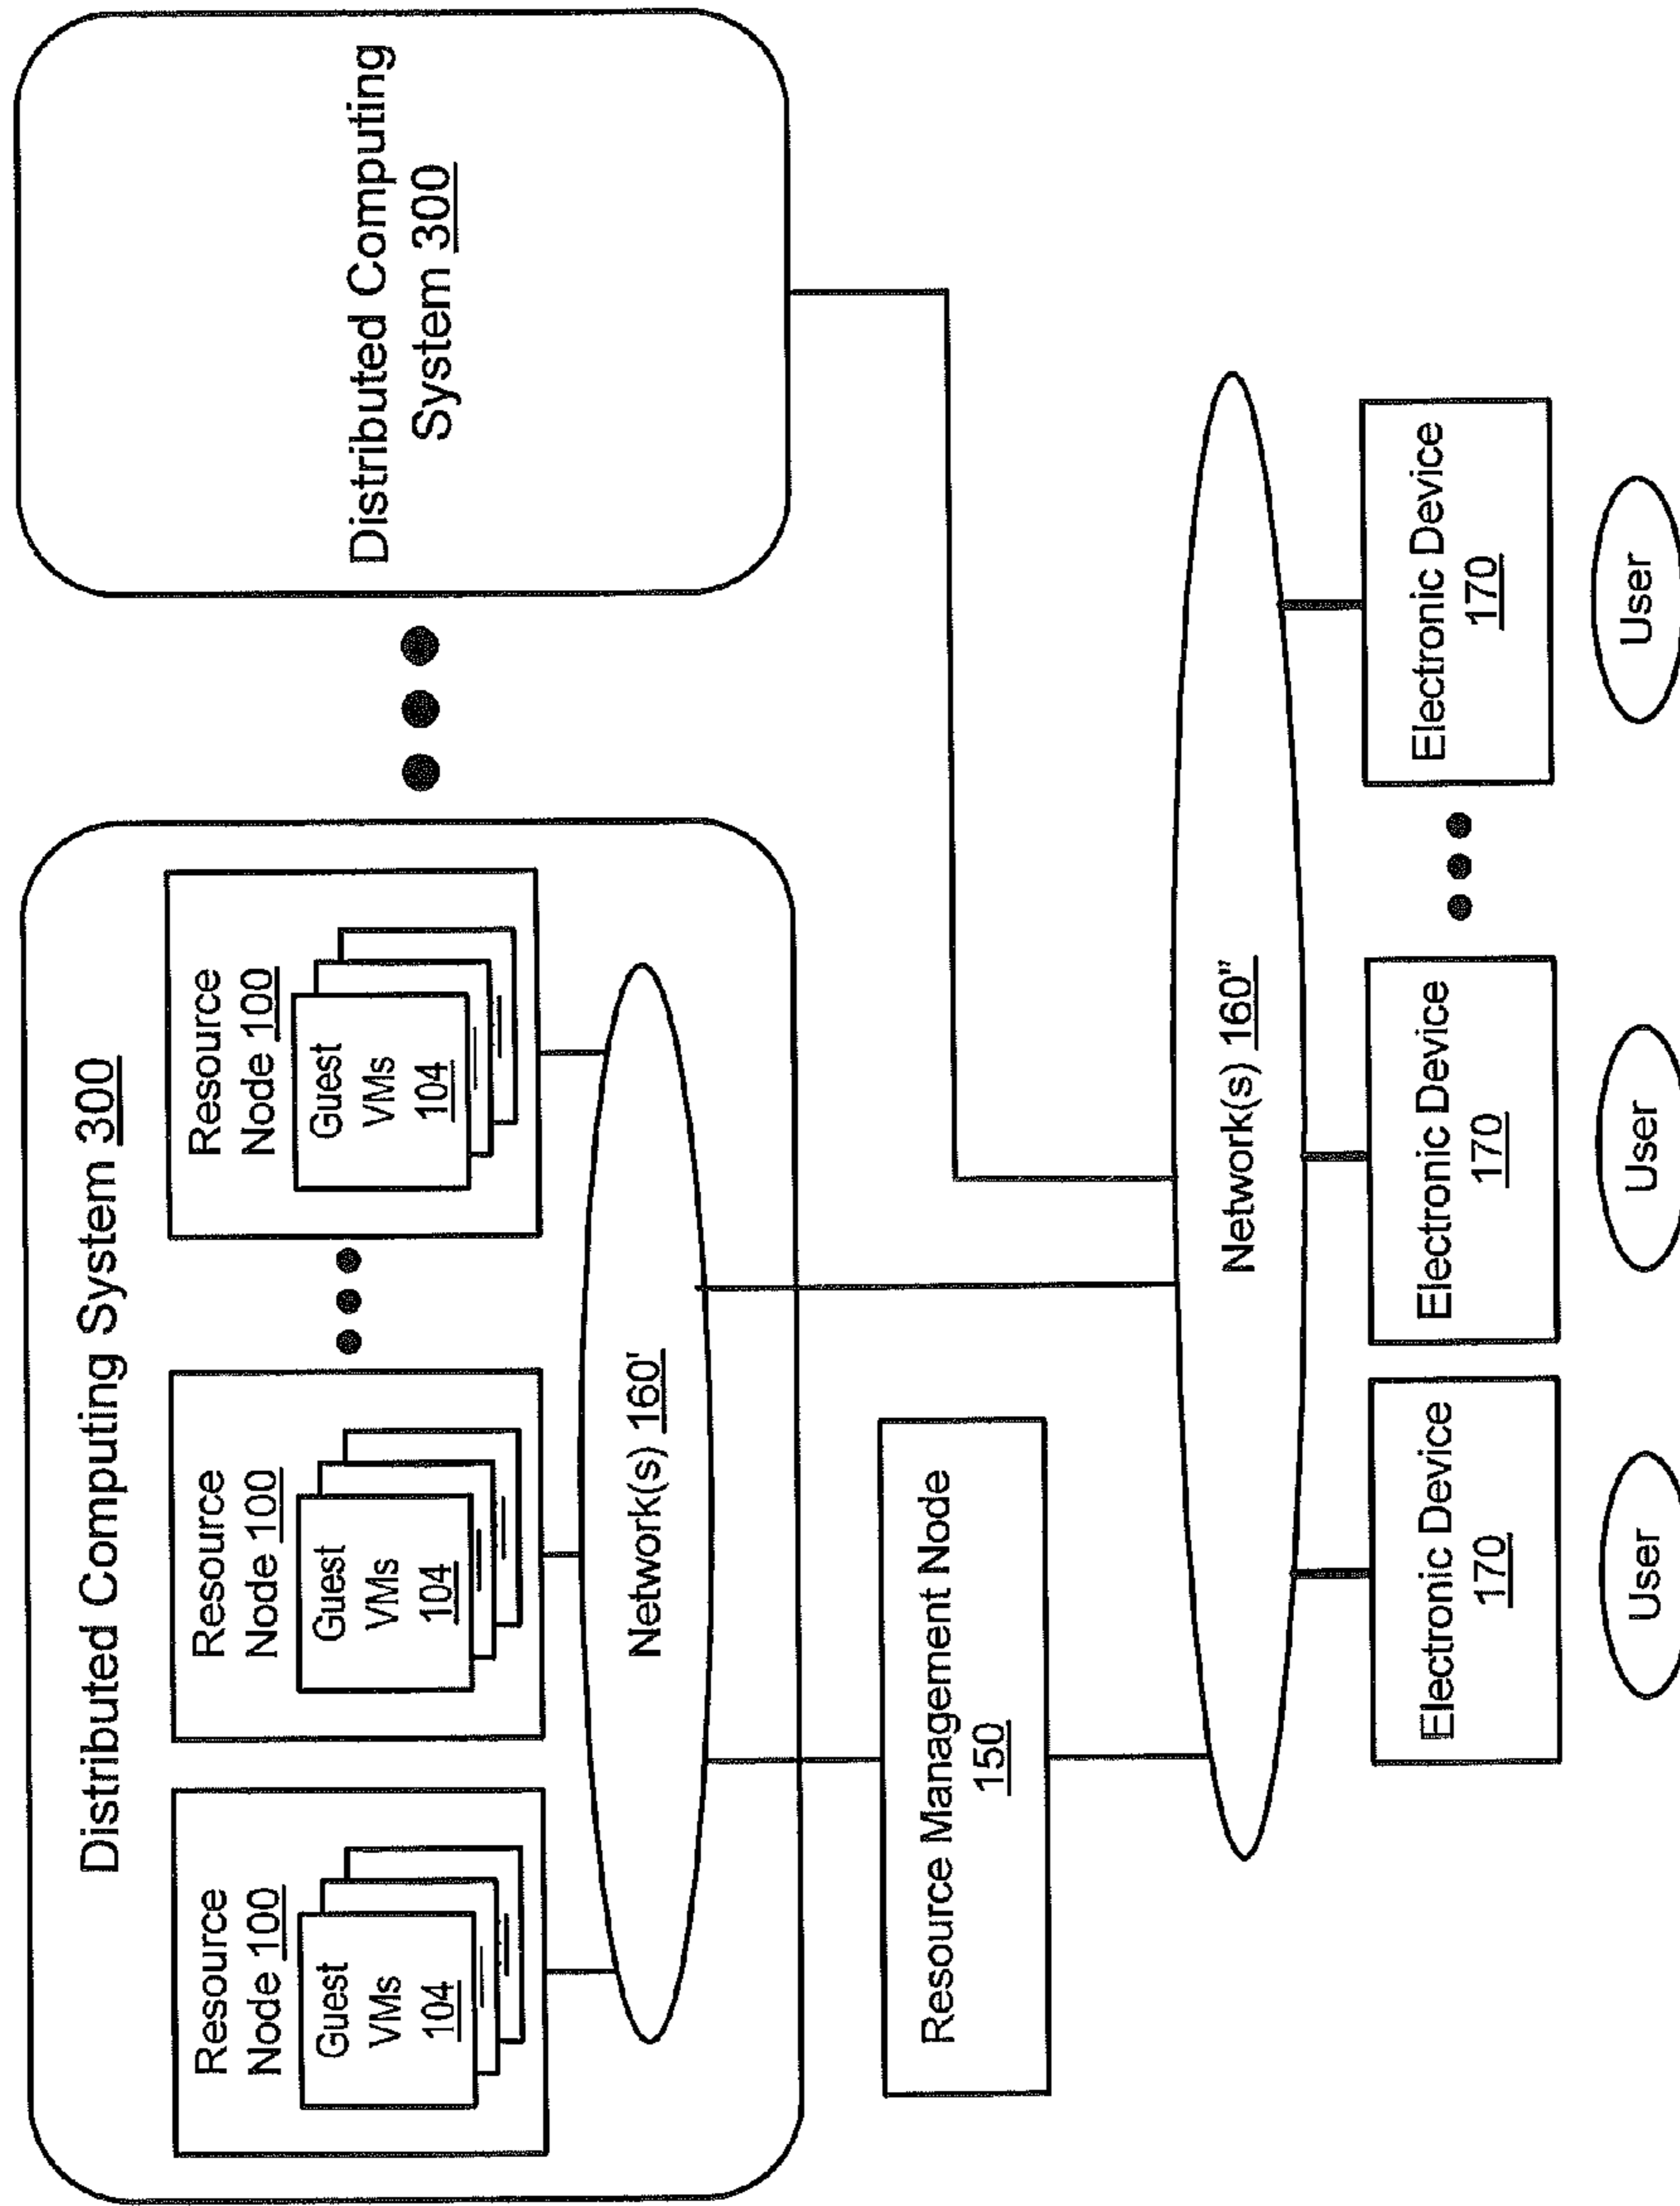 Distributed Computing System 300
Resource
Node 100
Guest
VMs
104
Resource
Node 100
Guest
VMs
104
Resource
Node 100
Guest
VMs
104
Network(s) 160'
Distributed Computing
System 300
Resource Management Node
150
Network(s) 160"
Electronic Device
170
Electronic Device
170
Electronic Device
170
User
User
User